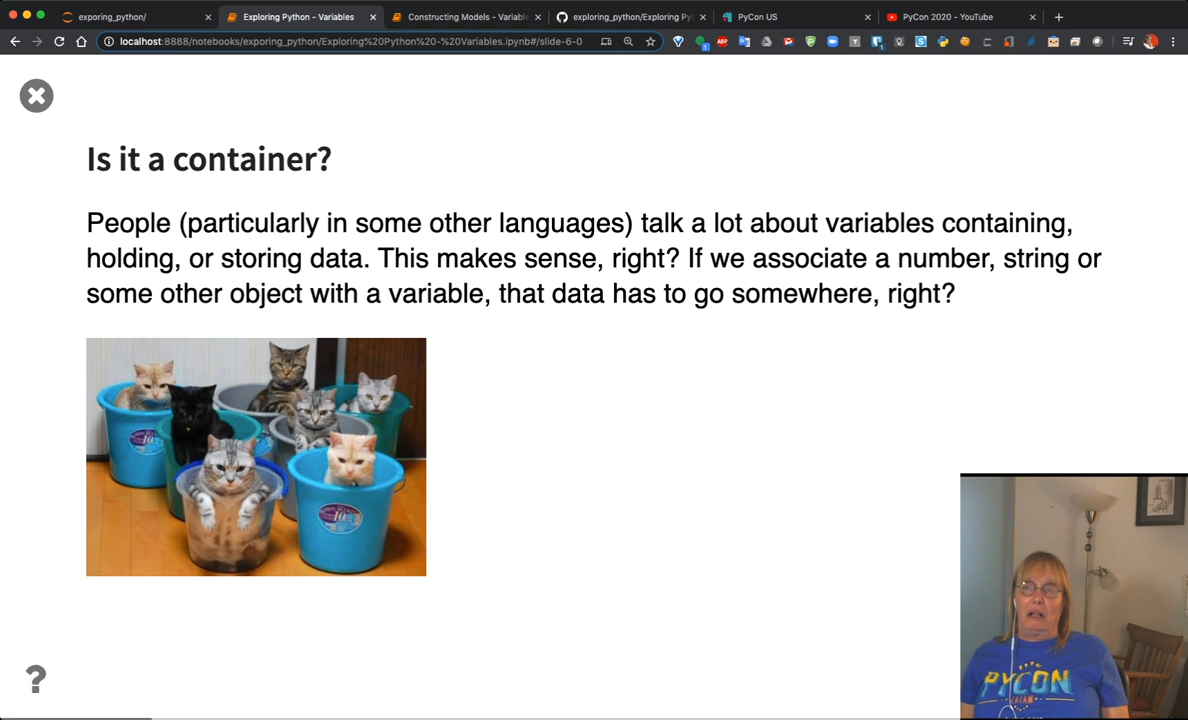 exploring_python/
Exploring Python - Variables
Constructing Models - Variable
exploring_python/Exploring Py
PyCon US
PyCon 2020 - YouTube
localhost:8888/notebooks/exporing_python/Exploring%20Python%20-%20Variables.ipynb#/slide-6-0
Is it a container?
People (particularly in some other languages) talk a lot about variables containing,
holding, or storing data. This makes sense, right? If we associate a number, string or
some other object with a variable, that data has to go somewhere, right?
PYCON
?